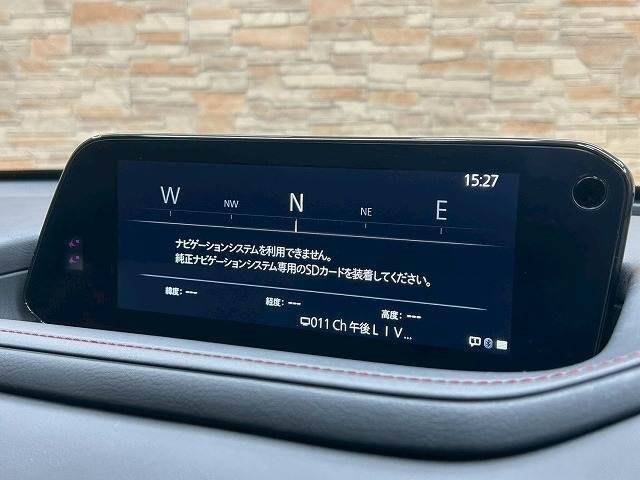 15:27
W NW N NE E
ナビゲーションシステムを利用できません。
純正ナビゲーションシステム専用のSDカードを装着してください。
緯度: --- 経度: --- 高度: ---
011 Ch 午後ＬＩＶ...